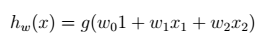 h_w(x) = g(w_0 1 + w_1 x_1 + w_2 x_2)